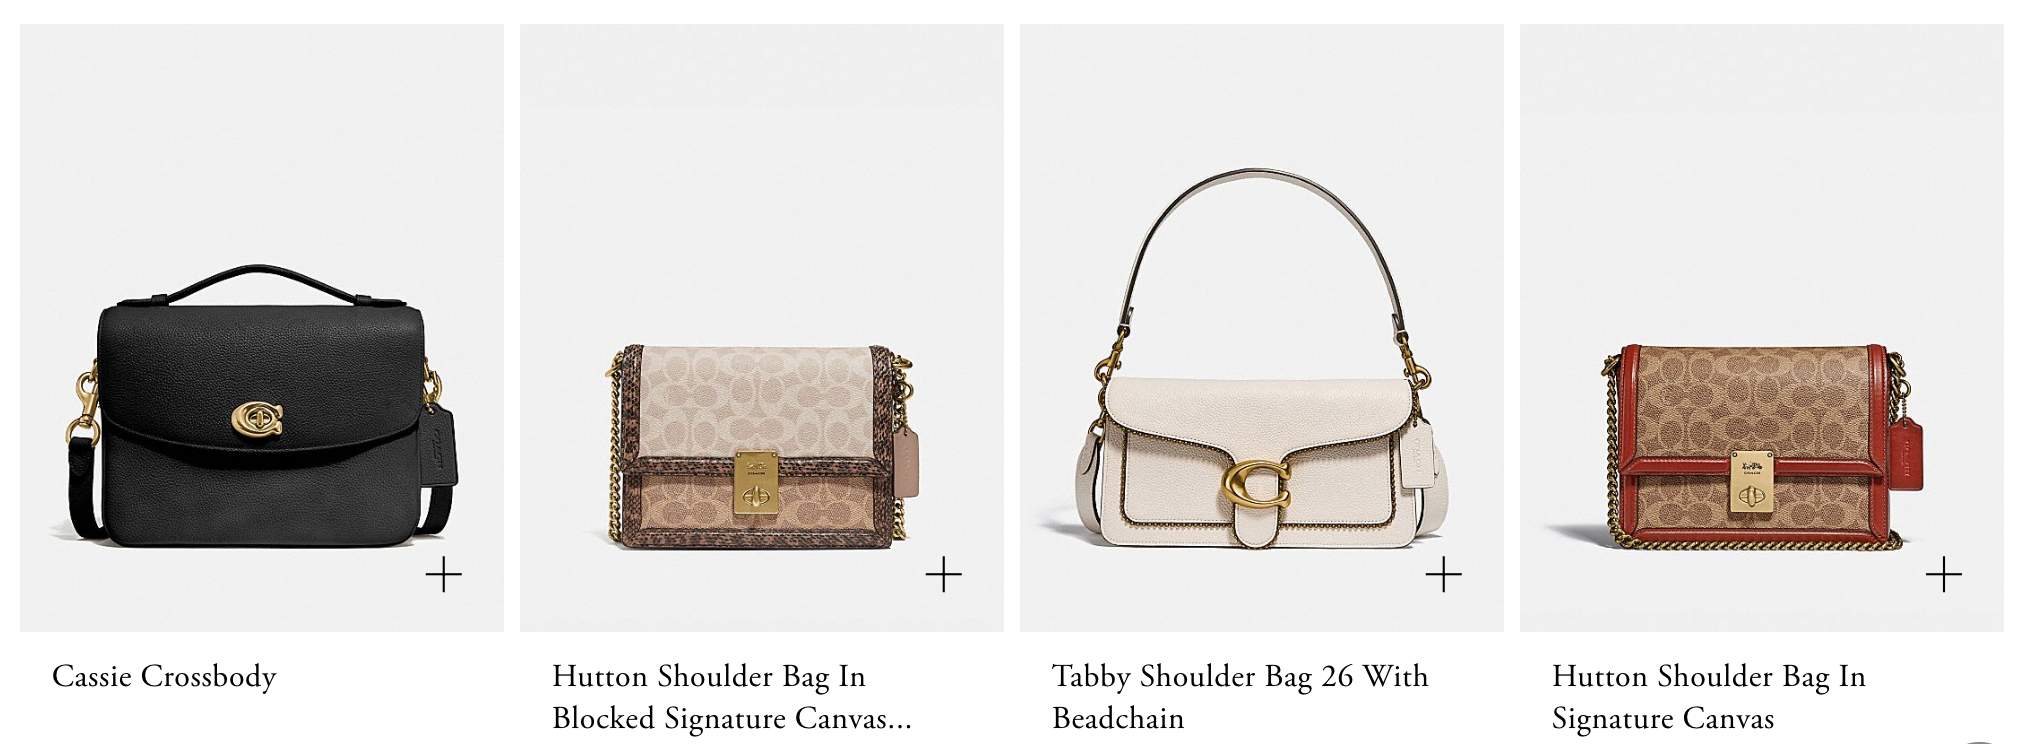 Cassie Crossbody
Hutton Shoulder Bag In
Blocked Signature Canvas...
Tabby Shoulder Bag 26 With
Beadchain
Hutton Shoulder Bag In
Signature Canvas